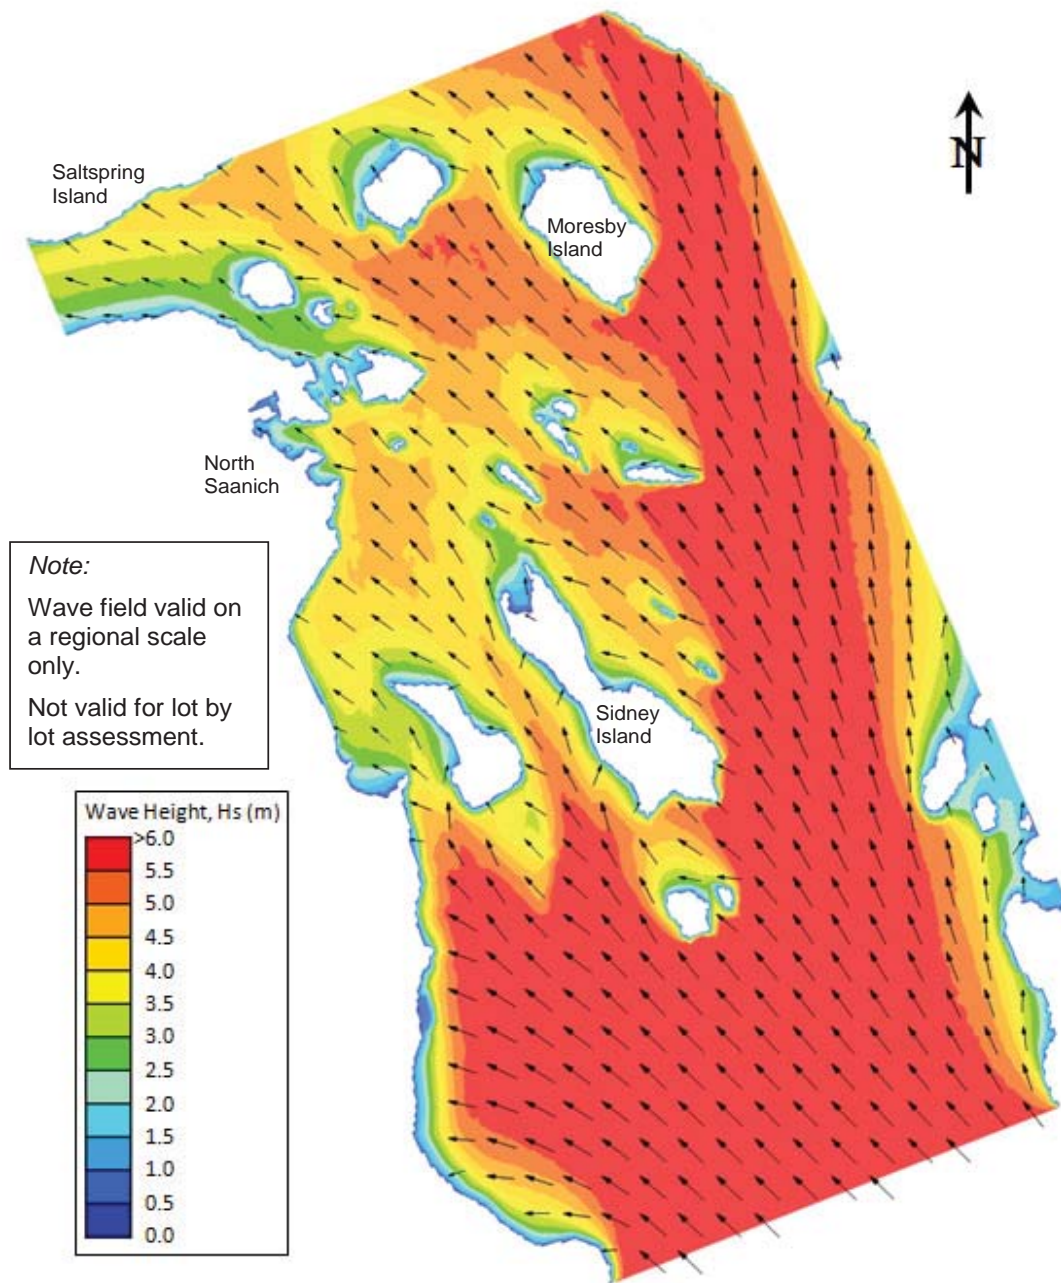 N
Saltspring
Island
Moresby
Island
North
Saanich
Note:
Wave field valid on
a regional scale
only.
Not valid for lot by
lot assessment.
Sidney
Island
Wave Height, Hs (m)
>6.0
5.5
5.0
4.5
4.0
3.5
3.0
2.5
2.0
1.5
1.0
0.5
0.0